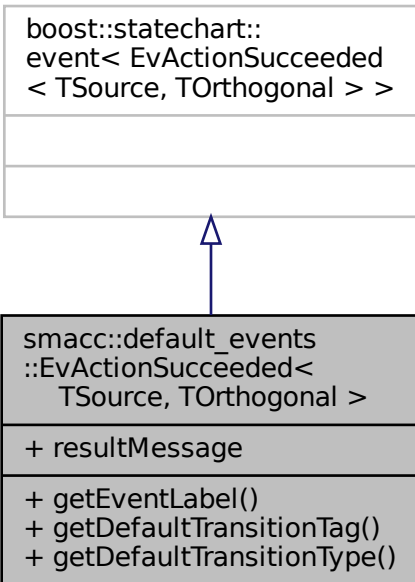 boost::statechart::
event< EvActionSucceeded
< TSource, TOrthogonal > >
smacc::default_events
::EvActionSucceeded<
TSource, TOrthogonal >
+ resultMessage
+ getEventLabel()
+ getDefaultTransitionTag()
+ getDefaultTransitionType()